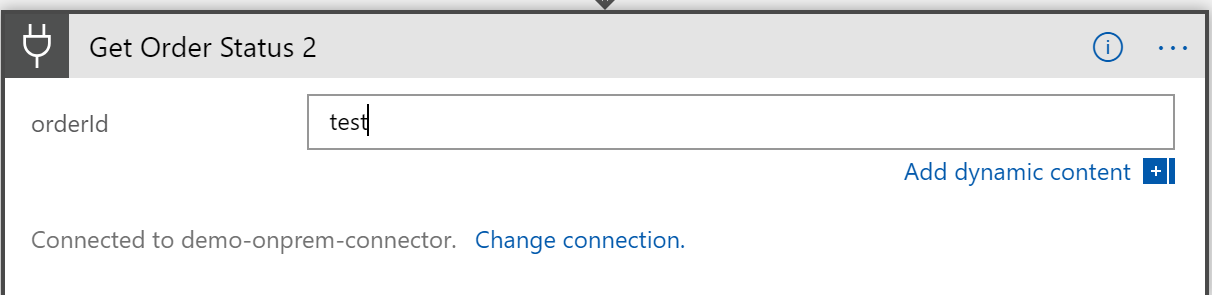 Get Order Status 2
orderId
test
Add dynamic content
Connected to demo-onprem-connector. Change connection.